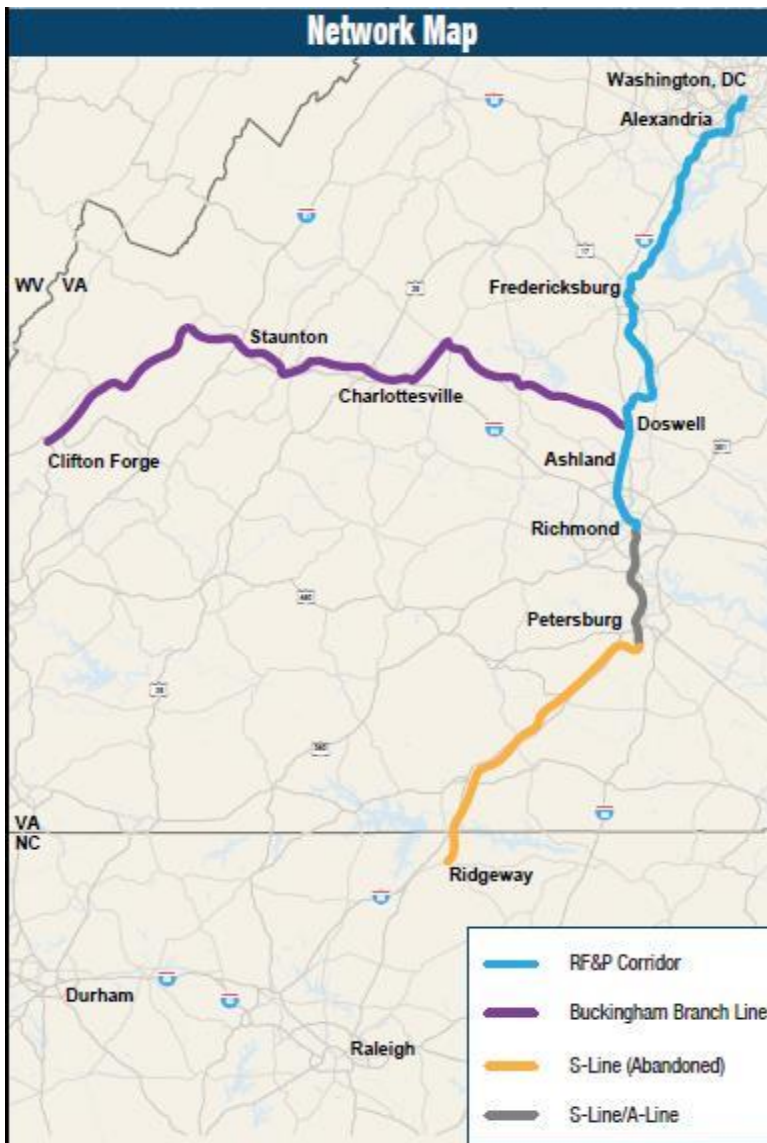 Network Map
Washington, DC
Alexandria
Fredericksburg
WV VA
Staunton
Charlottesville
Doswell
Clifton Forge
Ashland
Richmond
Petersburg
VA
NC
Ridgeway
Durham
Raleigh
RF&P Corridor
Buckingham Branch Line
S-Line (Abandoned)
S-Line/A-Line